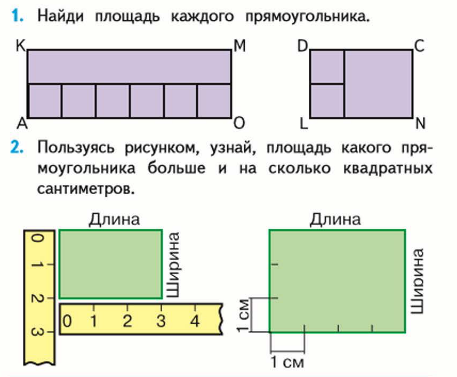 1. Найди площадь каждого прямоугольника.
К М D С
А О L N
2. Пользуясь рисунком, узнай, площадь какого пря-
моугольника больше и на сколько квадратных
сантиметров.
Длина Длина
Ширина Ширина
0 1 2 3
0 1 2 3 4
1 см
1 см